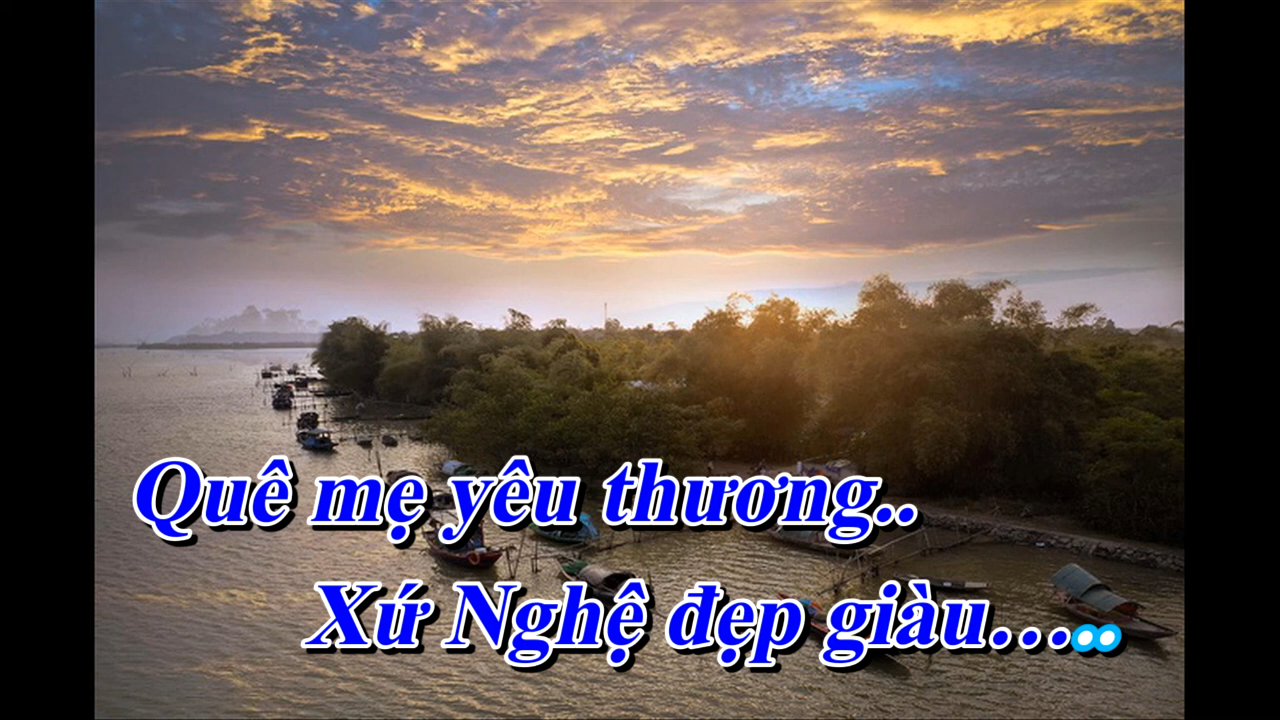 Quê mẹ yêu thương..
Xứ Nghệ đẹp giàu.....